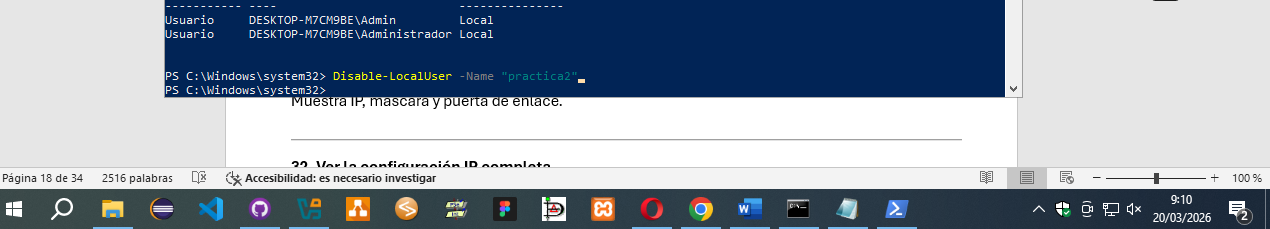 ----------- ---- ---------------
Usuario DESKTOP-M7CM9BE\Admin Local
Usuario DESKTOP-M7CM9BE\Administrador Local
PS C:\Windows\system32> Disable-LocalUser -Name "practica2"
PS C:\Windows\system32>
Muestra IP, máscara y puerta de enlace.
32. Ver la configuración IP completa
Página 18 de 34 2516 palabras Accesibilidad: es necesario investigar 100 %
9:10
20/03/2026
2